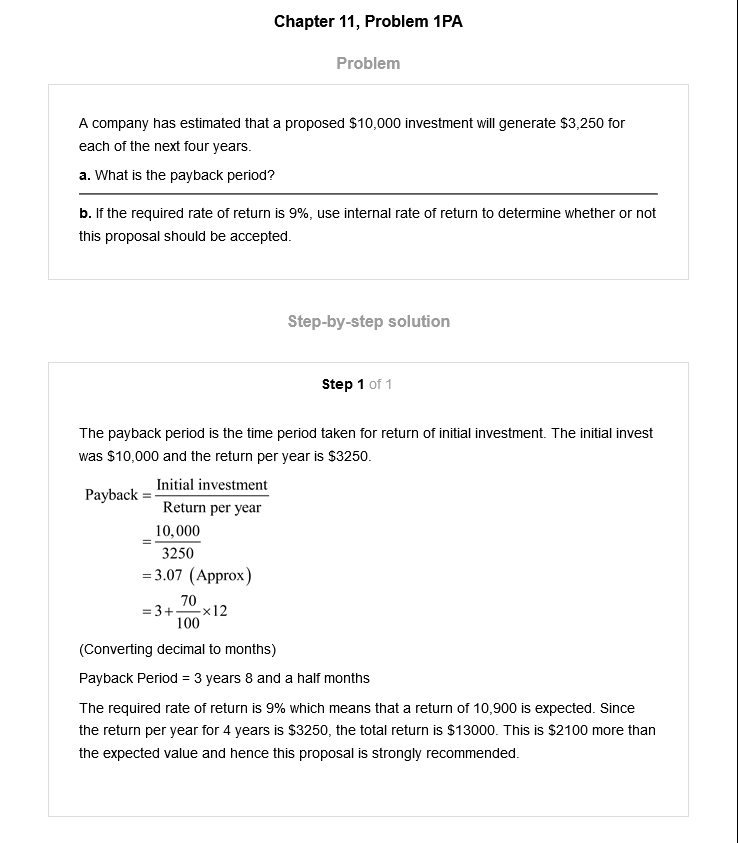 Chapter 11, Problem 1PA
Problem
A company has estimated that a proposed $10,000 investment will generate $3,250 for
each of the next four years.
a. What is the payback period?
b. If the required rate of return is 9%, use internal rate of return to determine whether or not
this proposal should be accepted.
Step-by-step solution
Step 1 of 1
The payback period is the time period taken for return of initial investment. The initial invest
was $10,000 and the return per year is $3250.
Payback = Initial investment / Return per year
= 10,000 / 3250
= 3.07 (Approx)
= 3 + 70 / 100 × 12
(Converting decimal to months)
Payback Period = 3 years 8 and a half months
The required rate of return is 9% which means that a return of 10,900 is expected. Since
the return per year for 4 years is $3250, the total return is $13000. This is $2100 more than
the expected value and hence this proposal is strongly recommended.